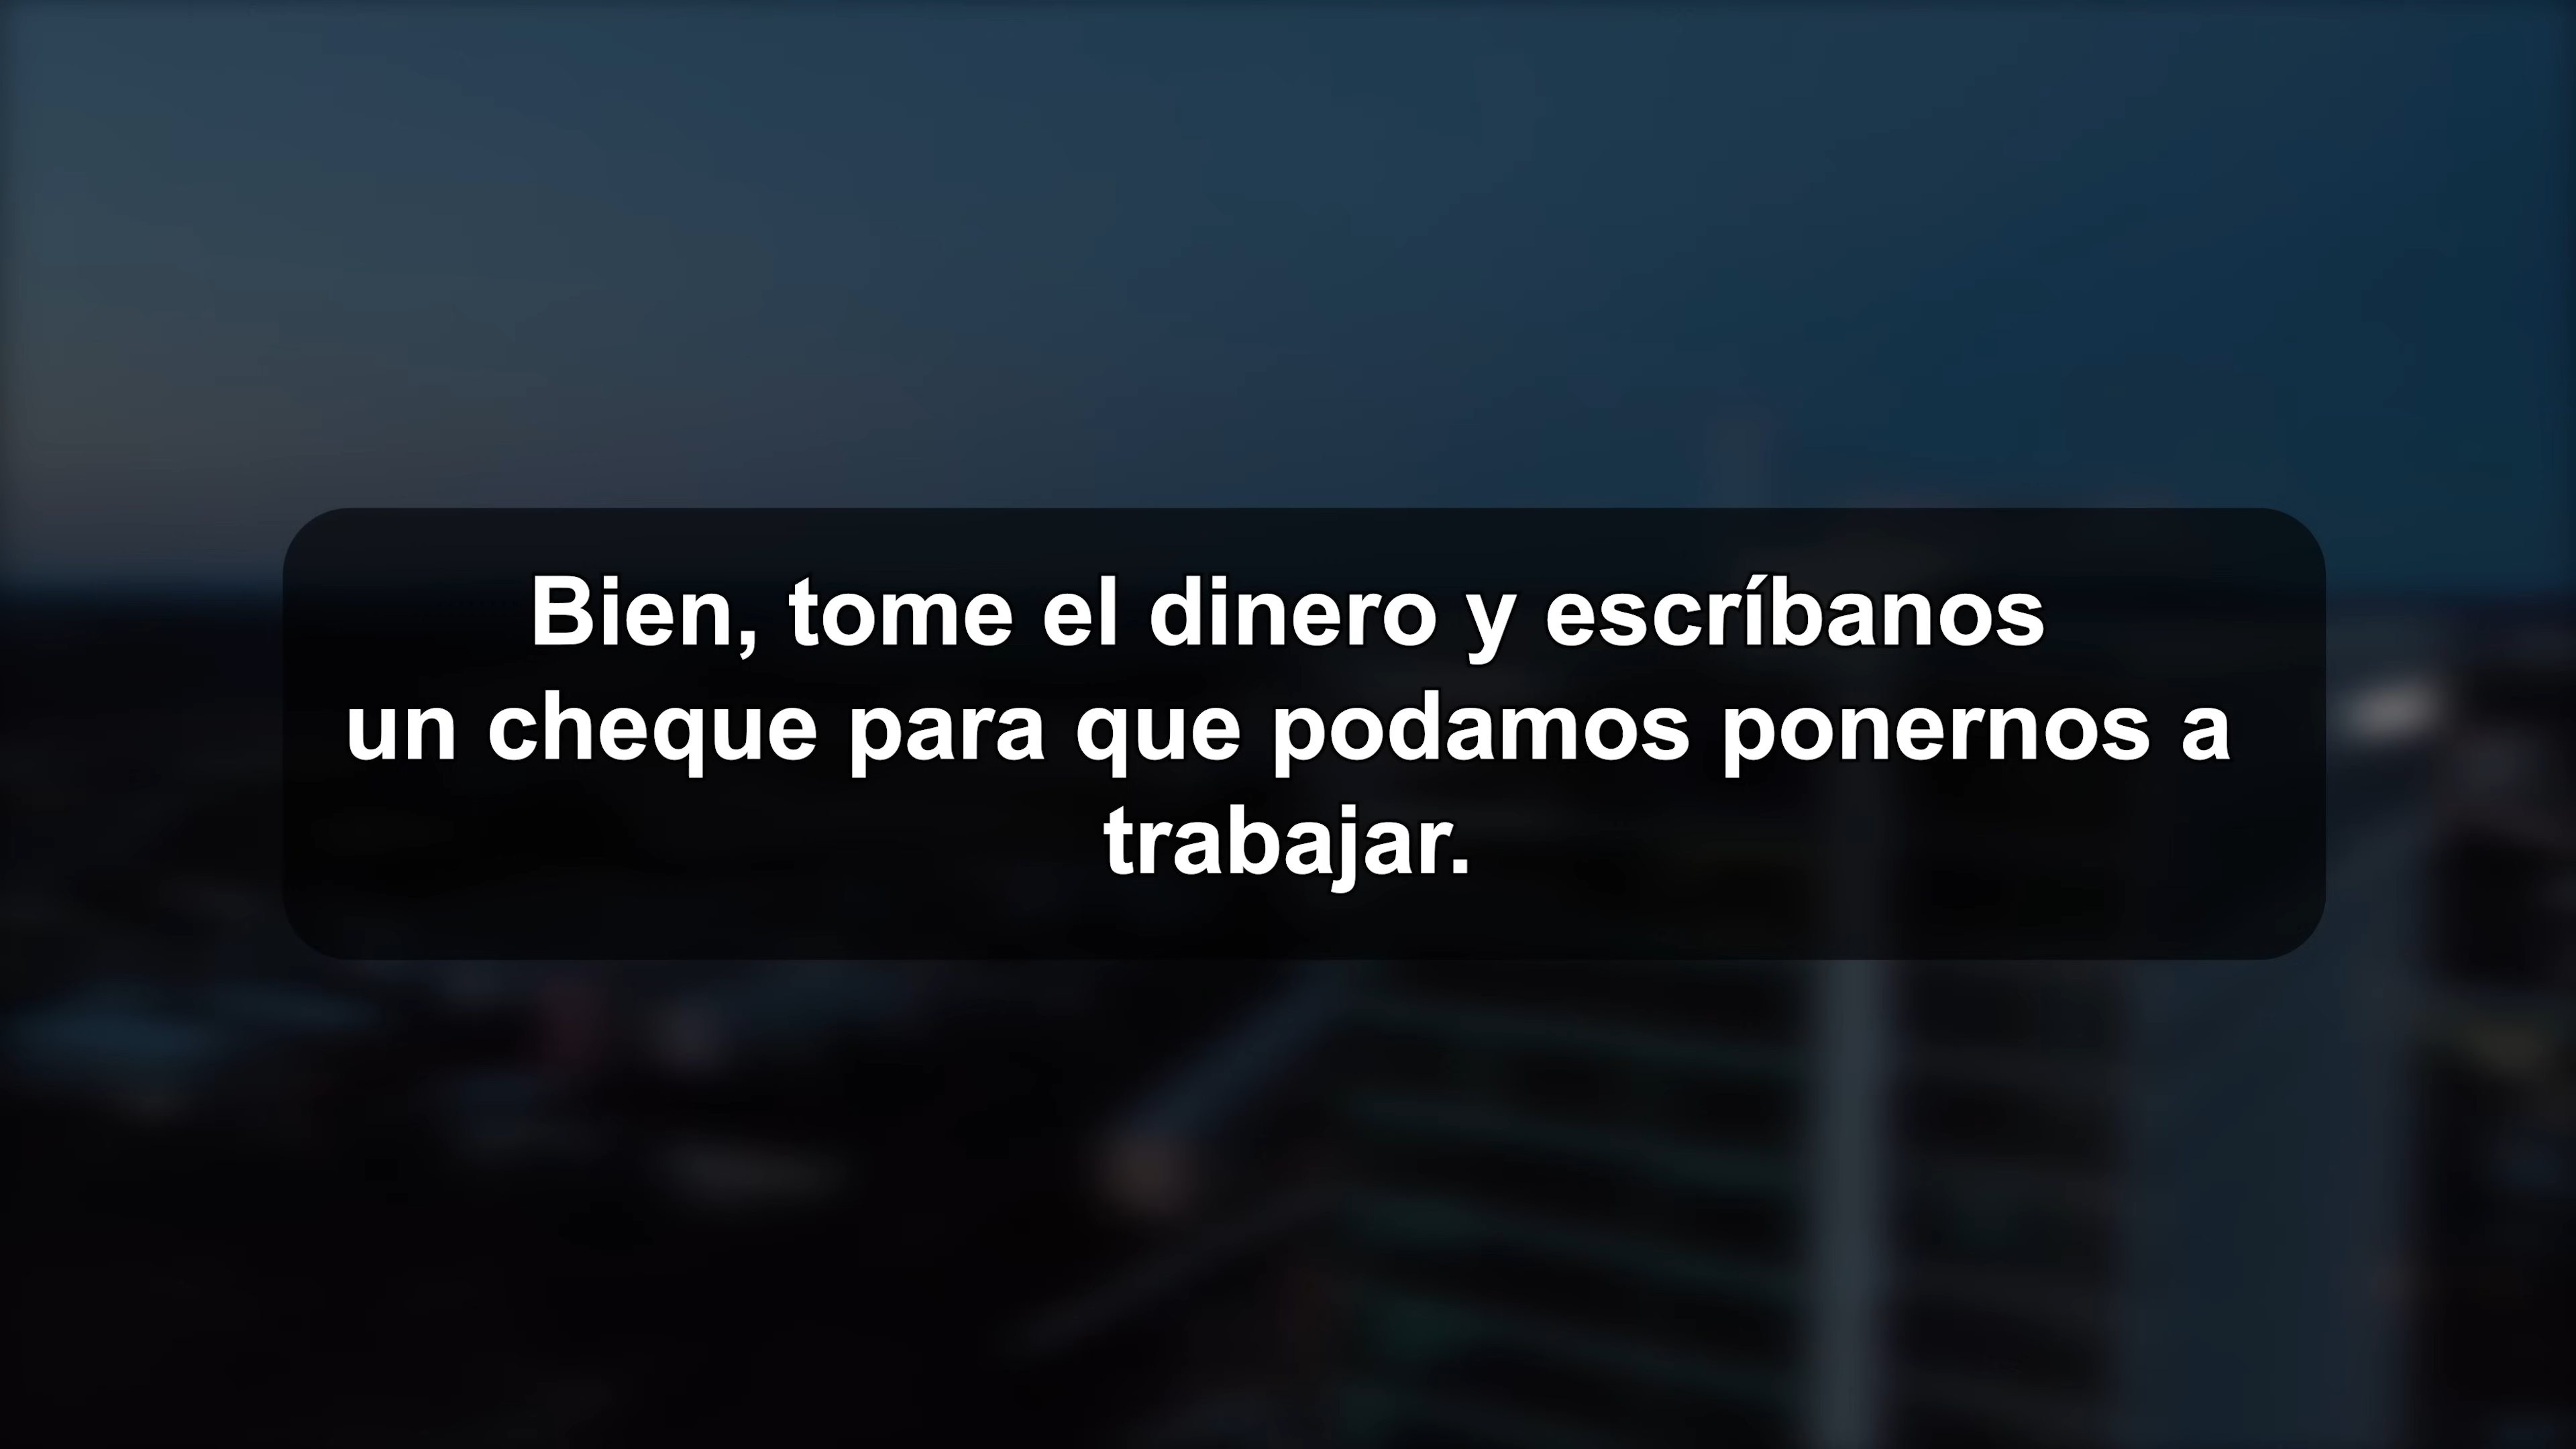 Bien, tome el dinero y escríbanos
un cheque para que podamos ponernos a
trabajar.